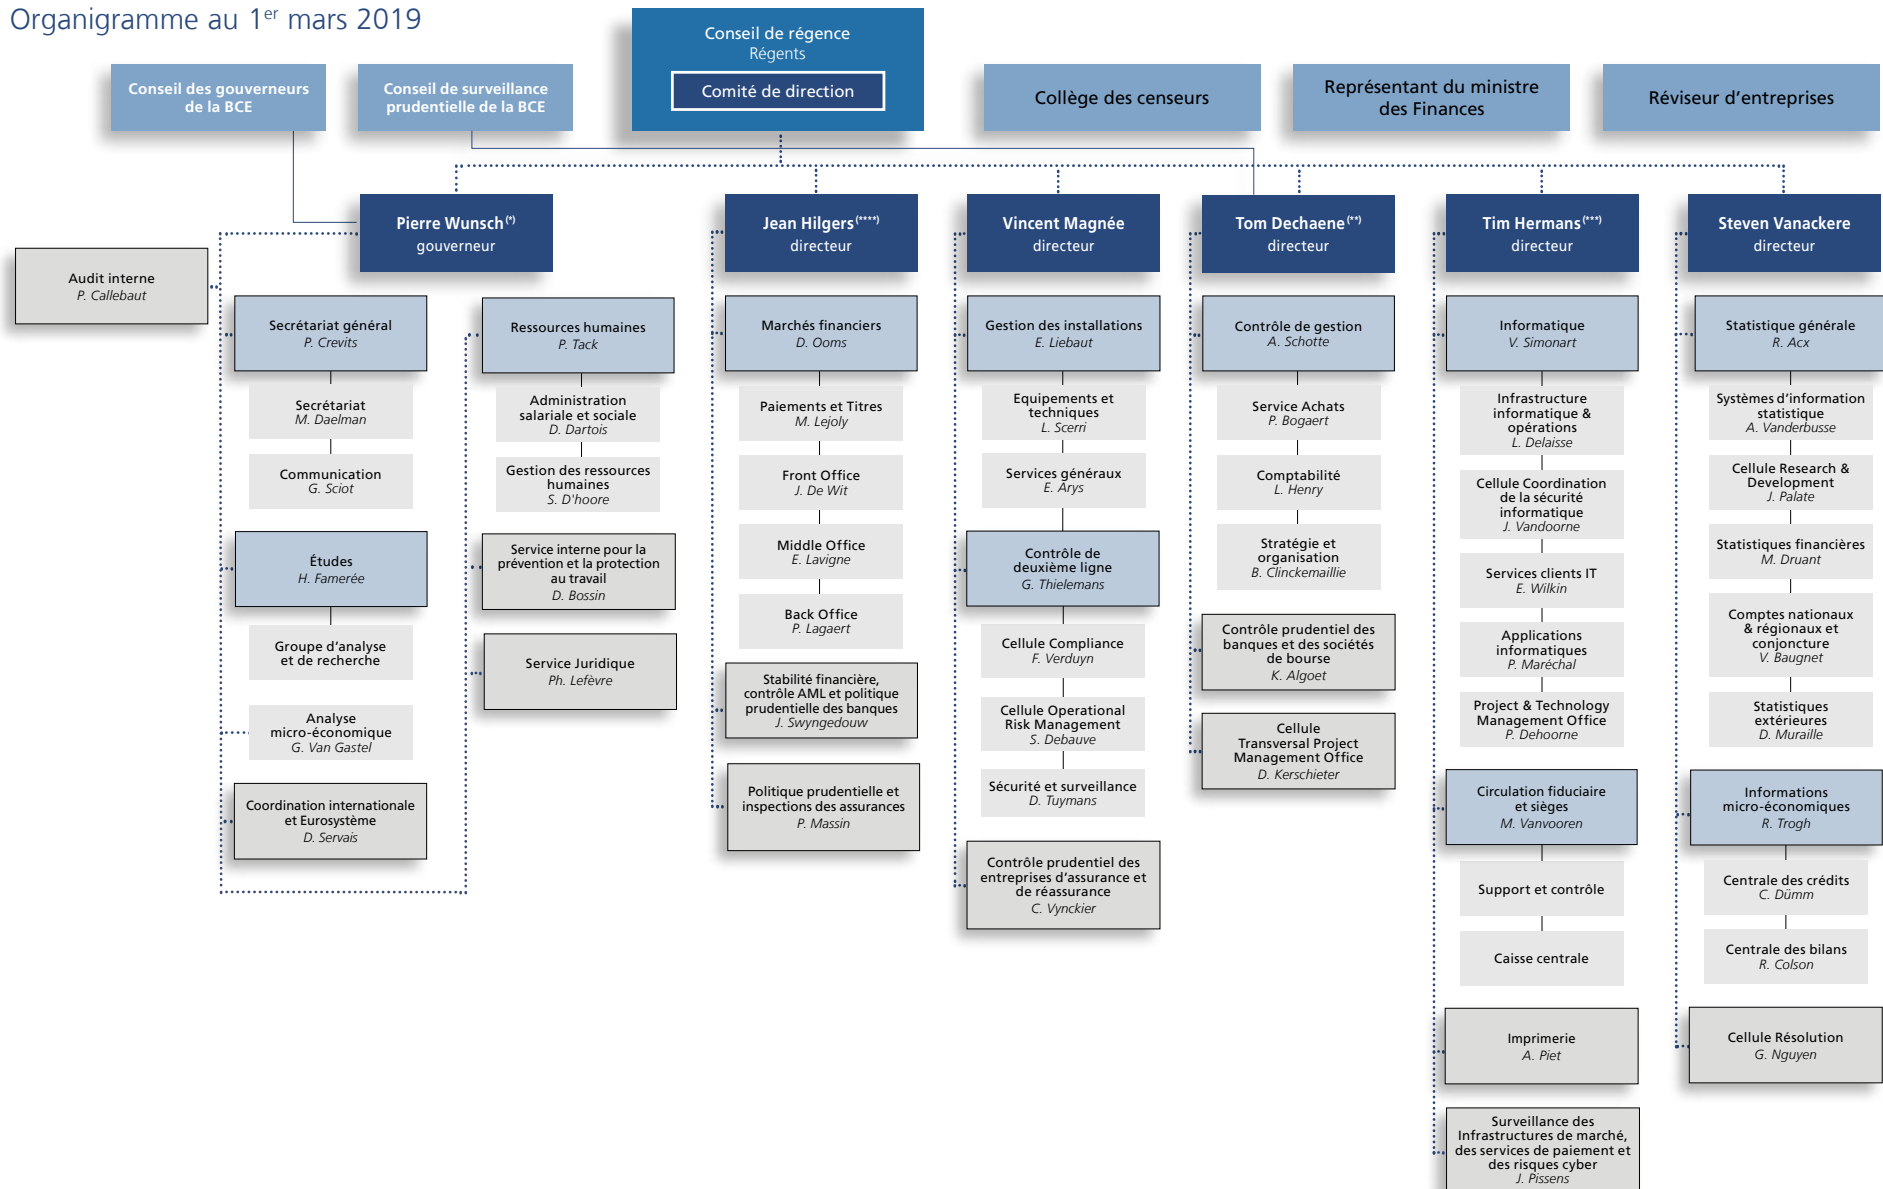 Organigramme au 1er mars 2019
Conseil de régence
Régents
Comité de direction
Conseil des gouverneurs
de la BCE
Conseil de surveillance
prudentielle de la BCE
Collège des censeurs
Représentant du ministre
des Finances
Réviseur d'entreprises
Pierre Wunsch (*)
gouverneur
Jean Hilgers (****)
directeur
Vincent Magnée
directeur
Tom Dechaene (**)
directeur
Tim Hermans (***)
directeur
Steven Vanackere
directeur
Audit interne
P. Callebaut
Secrétariat général
P. Crevits
Secrétariat
M. Daelman
Communication
G. Sciot
Études
H. Famerée
Groupe d'analyse
et de recherche
Analyse
micro-économique
G. Van Gastel
Coordination internationale
et Eurosystème
D. Servais
Ressources humaines
P. Tack
Administration
salariale et sociale
D. Dartois
Gestion des ressources
humaines
S. D'hoore
Service interne pour la
prévention et la protection
au travail
D. Bossin
Service Juridique
Ph. Lefèvre
Marchés financiers
D. Ooms
Paiements et Titres
M. Lejoly
Front Office
J. De Wit
Middle Office
E. Lavigne
Back Office
P. Lagaert
Stabilité financière,
contrôle AML et politique
prudentielle des banques
J. Swyngedouw
Politique prudentielle et
inspections des assurances
P. Massin
Gestion des installations
E. Liebaut
Equipements et
techniques
L. Scerri
Services généraux
E. Arys
Contrôle de
deuxième ligne
G. Thielemans
Cellule Compliance
F. Verduyn
Cellule Operational
Risk Management
S. Debauve
Sécurité et surveillance
D. Tuymans
Contrôle prudentiel des
entreprises d'assurance et
de réassurance
C. Vynckier
Contrôle de gestion
A. Schotte
Service Achats
P. Bogaert
Comptabilité
L. Henry
Stratégie et
organisation
B. Clinckemaillie
Contrôle prudentiel des
banques et des sociétés
de bourse
K. Algoet
Cellule
Transversal Project
Management Office
D. Kerschieter
Informatique
V. Simonart
Infrastructure
informatique &
opérations
L. Delaisse
Cellule Coordination
de la sécurité
informatique
J. Vandoorne
Services clients IT
E. Wilkin
Applications
informatiques
P. Maréchal
Project & Technology
Management Office
P. Dehoorne
Circulation fiduciaire
et sièges
M. Vanvooren
Support et contrôle
Caisse centrale
Imprimerie
A. Piet
Surveillance des
Infrastructures de marché,
des services de paiement et
des risques cyber
J. Pissens
Statistique générale
R. Acx
Systèmes d'information
statistique
A. Vanderbusse
Cellule Research &
Development
J. Palate
Statistiques financières
M. Druant
Comptes nationaux
& régionaux et
conjoncture
V. Baugnet
Statistiques
extérieures
D. Muraille
Informations
micro-économiques
R. Trogh
Centrale des crédits
C. Dümm
Centrale des bilans
R. Colson
Cellule Résolution
G. Nguyen